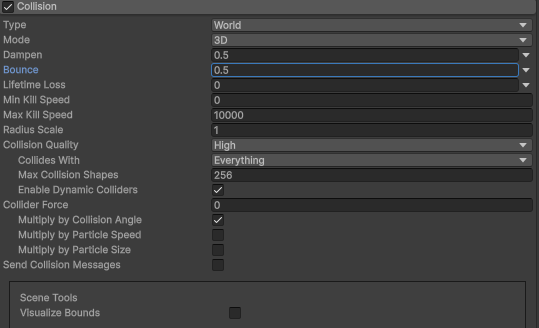 Collision
Type World
Mode 3D
Dampen 0.5
Bounce 0.5
Lifetime Loss 0
Min Kill Speed 0
Max Kill Speed 10000
Radius Scale 1
Collision Quality High
Collides With Everything
Max Collision Shapes 256
Enable Dynamic Colliders
Collider Force 0
Multiply by Collision Angle
Multiply by Particle Speed
Multiply by Particle Size
Send Collision Messages
Scene Tools
Visualize Bounds